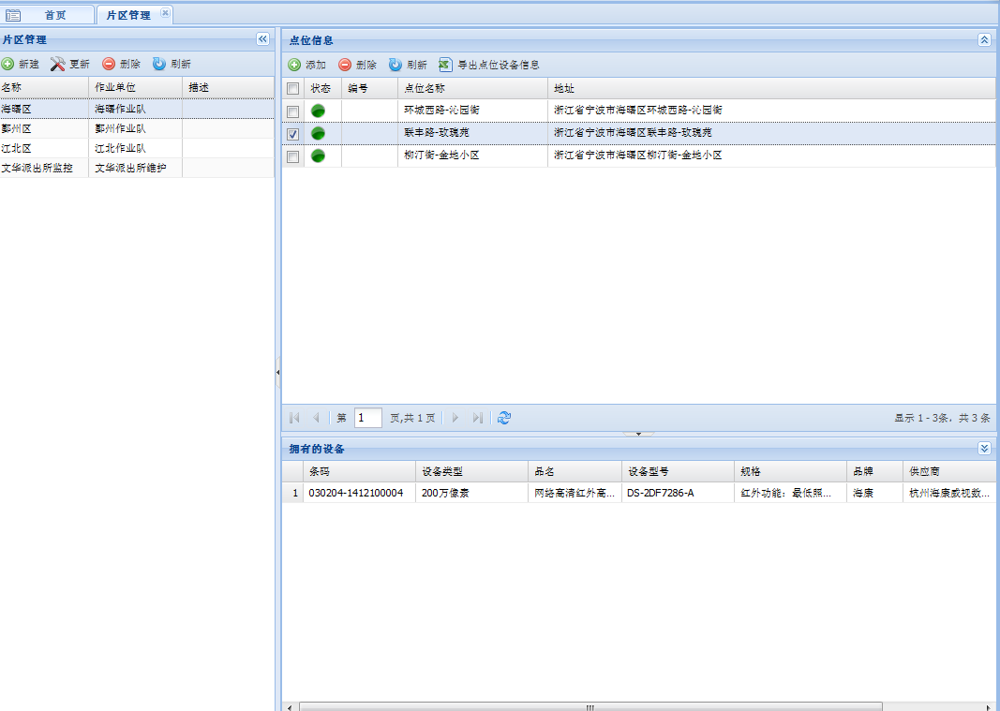 首页 片区管理
片区管理
新建 更新 删除 刷新
名称 作业单位 描述
海曙区 海曙作业队
鄞州区 鄞州作业队
江北区 江北作业队
文华派出所监控 文华派出所维护
点位信息
添加 删除 刷新 导出点位设备信息
状态 编号 点位名称 地址
环城西路-沁园街 浙江省宁波市海曙区环城西路-沁园街
联丰路-玫瑰苑 浙江省宁波市海曙区联丰路-玫瑰苑
柳汀街-金地小区 浙江省宁波市海曙区柳汀街-金地小区
第 1 页,共 1 页 显示 1 - 3条，共 3 条
拥有的设备
条码 设备类型 品名 设备型号 规格 品牌 供应商
1 030204-1412100004 200万像素 网络高清红外高... DS-2DF7286-A 红外功能：最低照... 海康 杭州海康威视数...